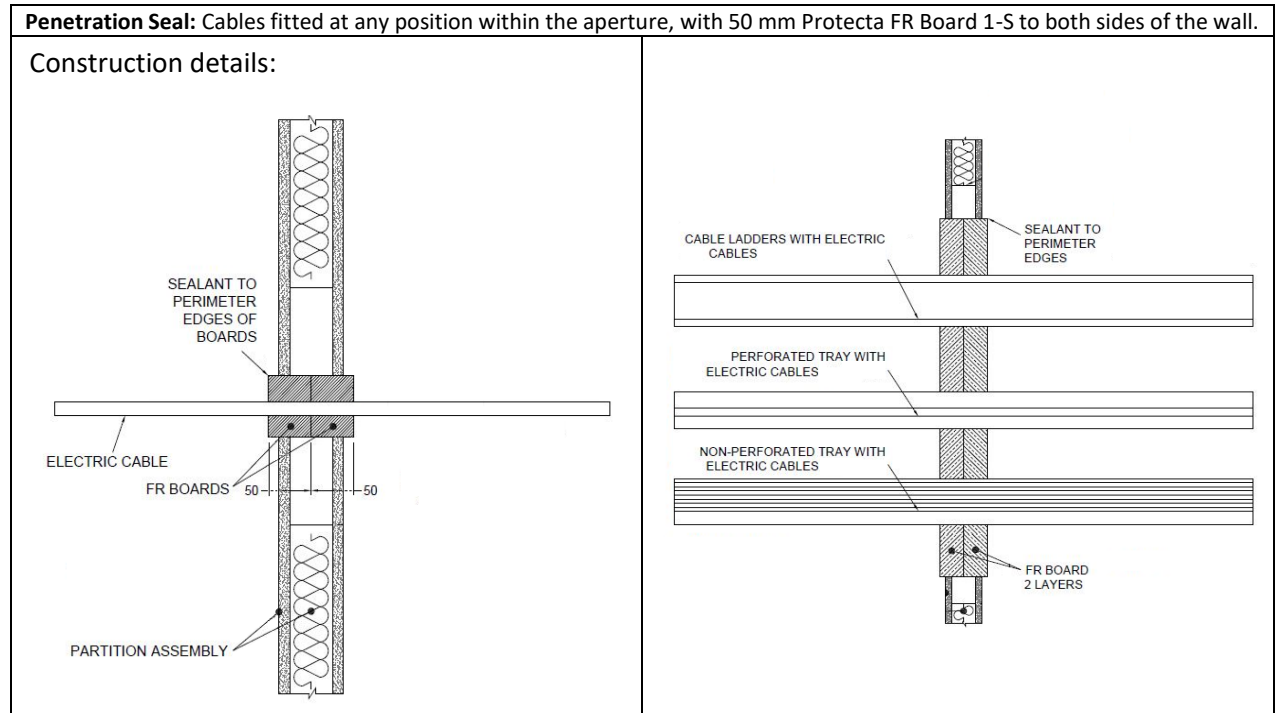 Penetration Seal: Cables fitted at any position within the aperture, with 50 mm Protecta FR Board 1-S to both sides of the wall.
Construction details:
SEALANT TO
PERIMETER
EDGES OF
BOARDS
ELECTRIC CABLE
FR BOARDS
50
50
PARTITION ASSEMBLY
CABLE LADDERS WITH ELECTRIC
CABLES
SEALANT TO
PERIMETER
EDGES
PERFORATED TRAY WITH
ELECTRIC CABLES
NON-PERFORATED TRAY WITH
ELECTRIC CABLES
FR BOARD
2 LAYERS